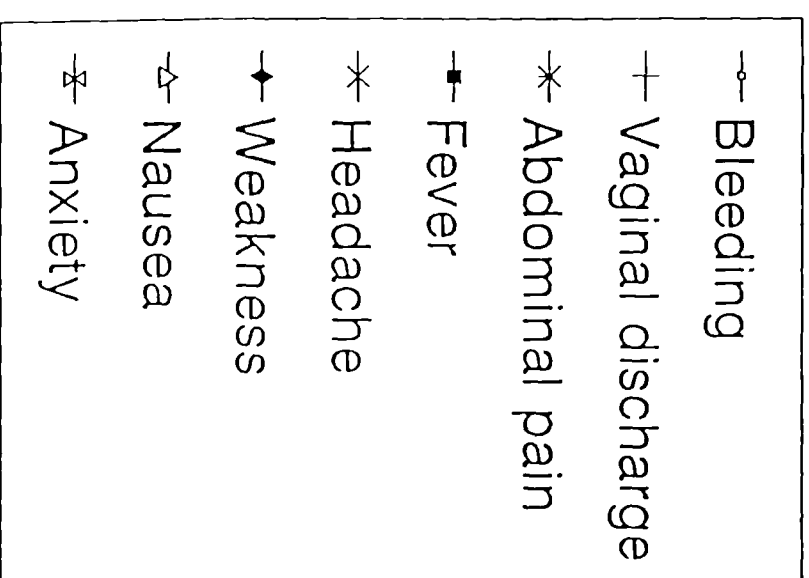 Bleeding
Vaginal discharge
Abdominal pain
Fever
Headache
Weakness
Nausea
Anxiety